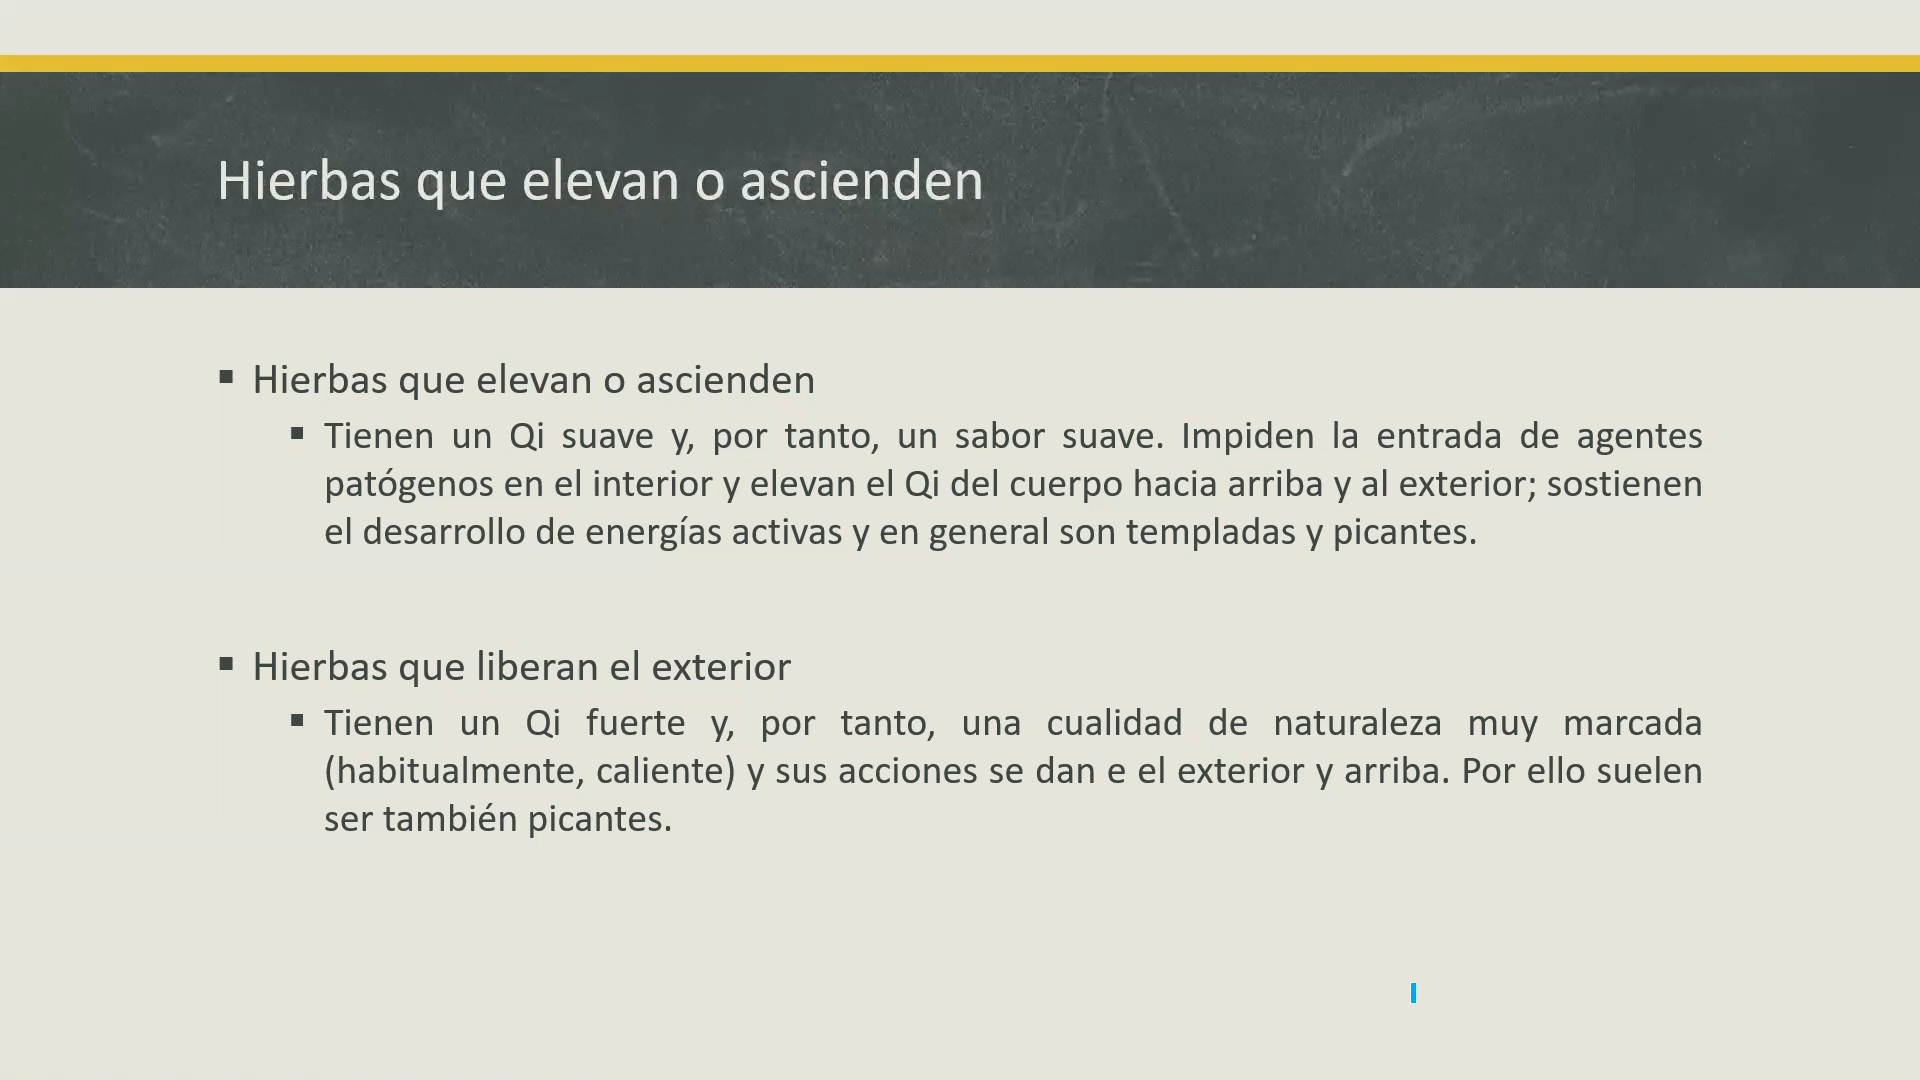 Hierbas que elevan o ascienden
▪ Hierbas que elevan o ascienden
▪ Tienen un Qi suave y, por tanto, un sabor suave. Impiden la entrada de agentes
patógenos en el interior y elevan el Qi del cuerpo hacia arriba y al exterior; sostienen
el desarrollo de energías activas y en general son templadas y picantes.
▪ Hierbas que liberan el exterior
▪ Tienen un Qi fuerte y, por tanto, una cualidad de naturaleza muy marcada
(habitualmente, caliente) y sus acciones se dan e el exterior y arriba. Por ello suelen
ser también picantes.